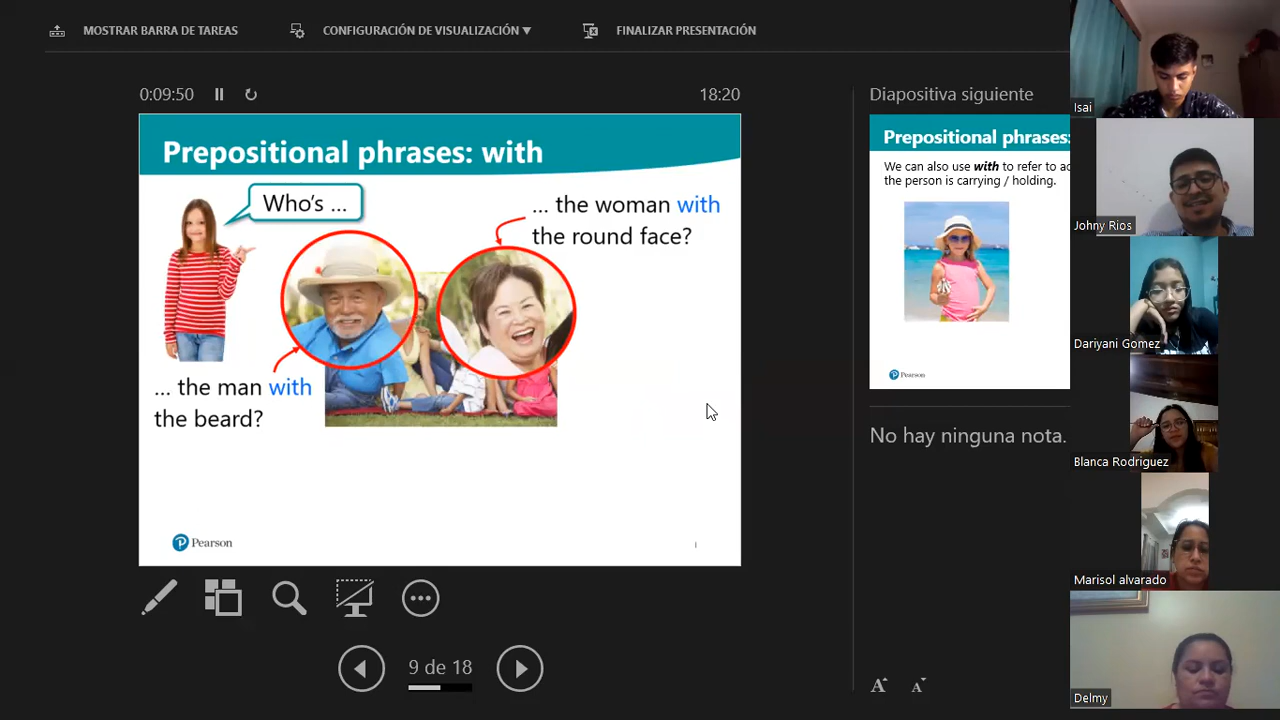 MOSTRAR BARRA DE TAREAS
CONFIGURACIÓN DE VISUALIZACIÓN ▼
FINALIZAR PRESENTACIÓN
0:09:50
18:20
Prepositional phrases: with
Who's ...
... the woman with
the round face?
... the man with
the beard?
Pearson
9 de 18
Diapositiva siguiente
Prepositional phrases:
We can also use with to refer to ac
the person is carrying / holding.
Pearson
No hay ninguna nota.
A A
Isai
Johny Rios
Dariyani Gomez
Blanca Rodriguez
Marisol alvarado
Delmy